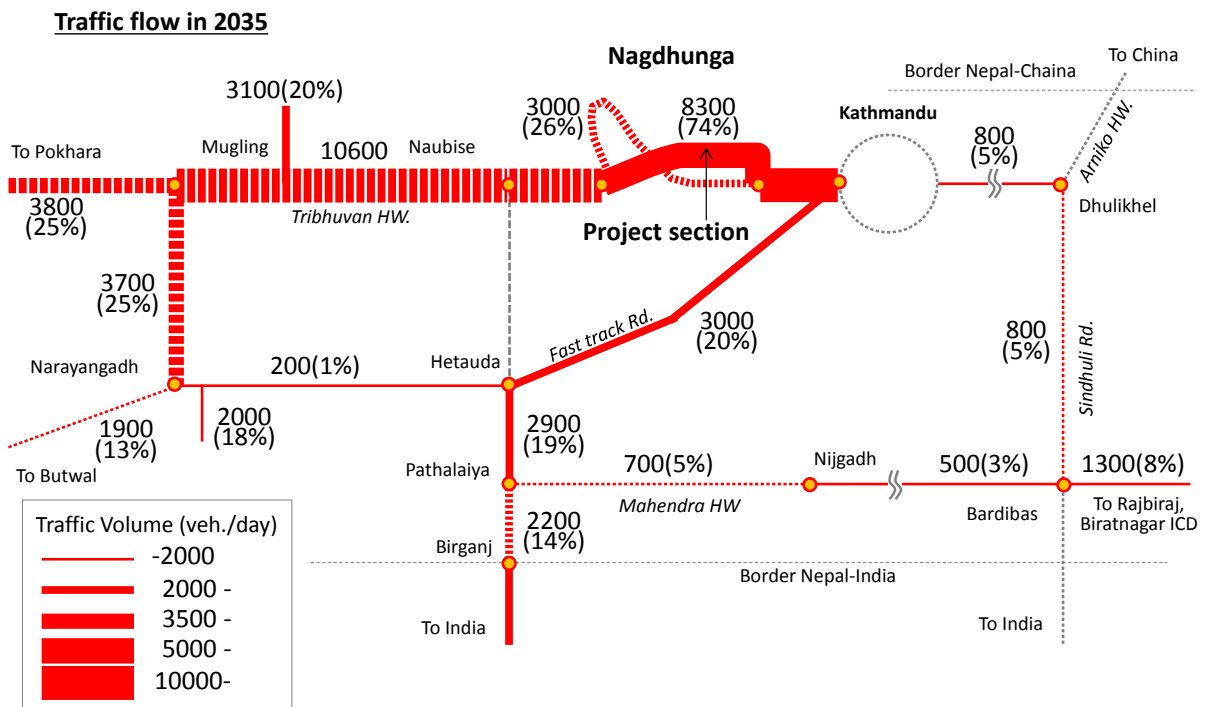 Traffic flow in 2035
Nagdhunga
To China
Border Nepal-Chaina
3100(20%)
3000
(26%)
8300
(74%)
Kathmandu
800
(5%)
Arniko HW.
To Pokhara
Mugling
10600
Naubise
3800
(25%)
Tribhuvan HW.
Project section
Dhulikhel
3700
(25%)
Fast track Rd.
3000
(20%)
800
(5%)
Sindhuli Rd.
Narayangadh
200(1%)
Hetauda
1900
(13%)
2000
(18%)
2900
(19%)
To Butwal
Pathalaiya
700(5%)
Nijgadh
500(3%)
1300(8%)
Mahendra HW
Bardibas
To Rajbiraj,
Biratnagar ICD
2200
(14%)
Birganj
Border Nepal-India
To India
To India
Traffic Volume (veh./day)
-2000
2000 -
3500 -
5000 -
10000-